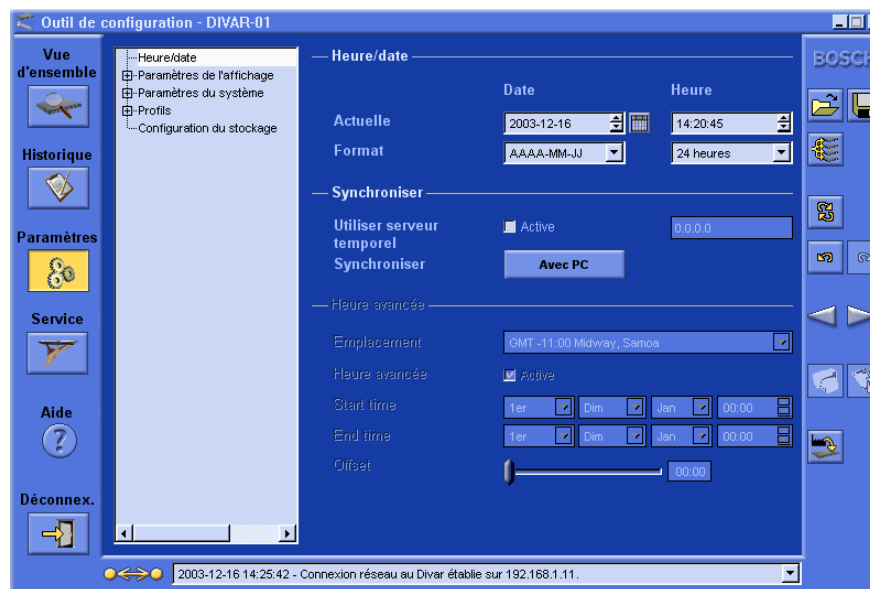 Outil de configuration - DIVAR-01
Vue d'ensemble
Historique
Paramètres
Service
Aide
Déconnex.
Heure/date
Paramètres de l'affichage
Paramètres du système
Profils
Configuration du stockage
Heure/date
Date Heure
Actuelle 2003-12-16 14:20:45
Format AAAA-MM-JJ 24 heures
Synchroniser
Utiliser serveur temporel Active 0.0.0.0
Synchroniser Avec PC
Heure avancée
Emplacement GMT -11:00 Midway, Samoa
Heure avancée Active
Start time 1er Dim Jan 00:00
End time 1er Dim Jan 00:00
Offset 00:00
BOSCH
2003-12-16 14:25:42 - Connexion réseau au Divar établie sur 192.168.1.11.